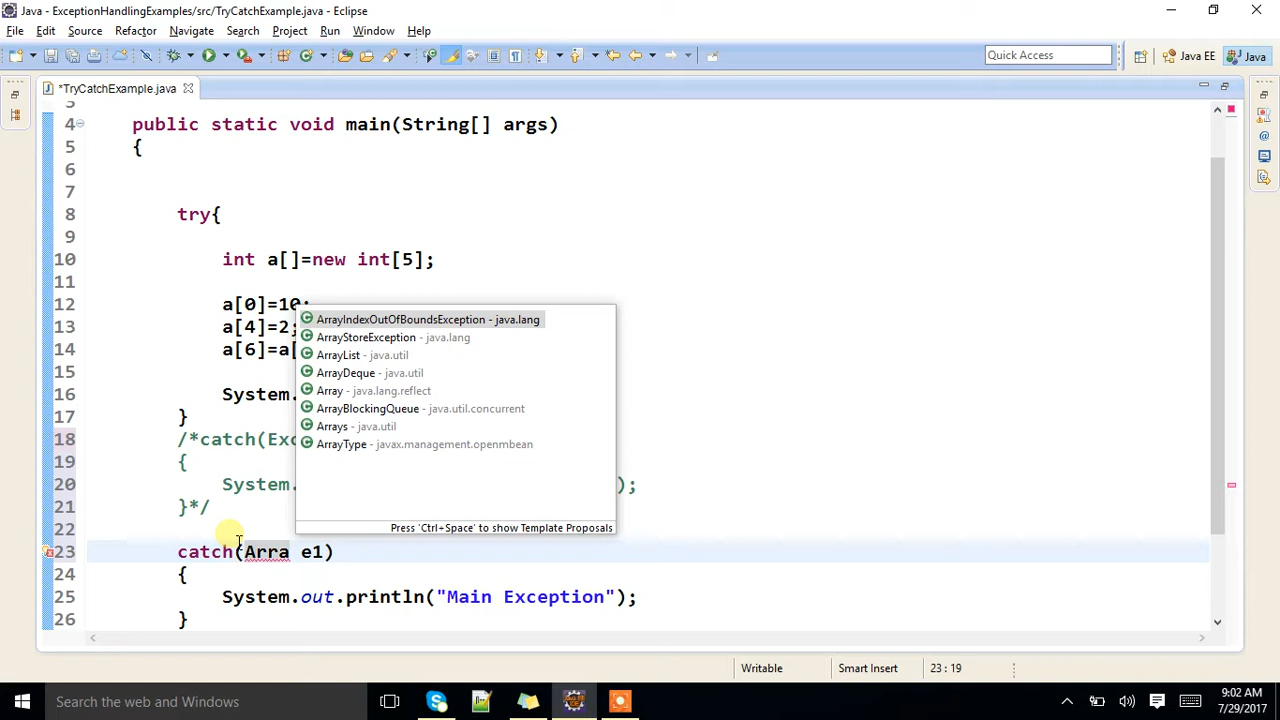 Java - ExceptionHandlingExamples/src/TryCatchExample.java - Eclipse
File Edit Source Refactor Navigate Search Project Run Window Help
Quick Access
Java EE
Java
*TryCatchExample.java
4 public static void main(String[] args)
5 {
6
7
8 try{
9
10 int a[]=new int[5];
11
12 a[0]=10;
13 a[4]=2;
14 a[6]=a[
15
16 System.
17 }
18 /*catch(Exc
19 {
20 System. );
21 }*/
22
23 catch(Arra e1)
24 {
25 System.out.println("Main Exception");
26 }
ArrayIndexOutOfBoundsException - java.lang
ArrayStoreException - java.lang
ArrayList - java.util
ArrayDeque - java.util
Array - java.lang.reflect
ArrayBlockingQueue - java.util.concurrent
Arrays - java.util
ArrayType - javax.management.openmbean
Press 'Ctrl+Space' to show Template Proposals
Writable
Smart Insert
23 : 19
Search the web and Windows
9:02 AM
7/29/2017